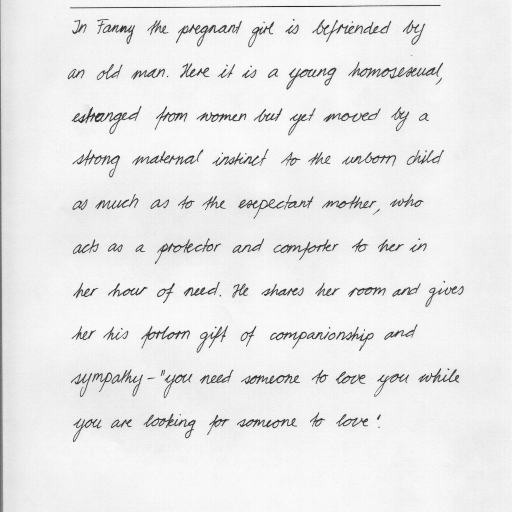 In Fanny the pregnant girl is befriended by
an old man. Here it is a young homosexual,
estranged from women but yet moved by a
strong maternal instinct to the unborn child
as much as to the expectant mother, who
acts as a protector and comforter to her in
her hour of need. He shares her room and gives
her his forlorn gift of companionship and
sympathy - "you need someone to love you while
you are looking for someone to love".